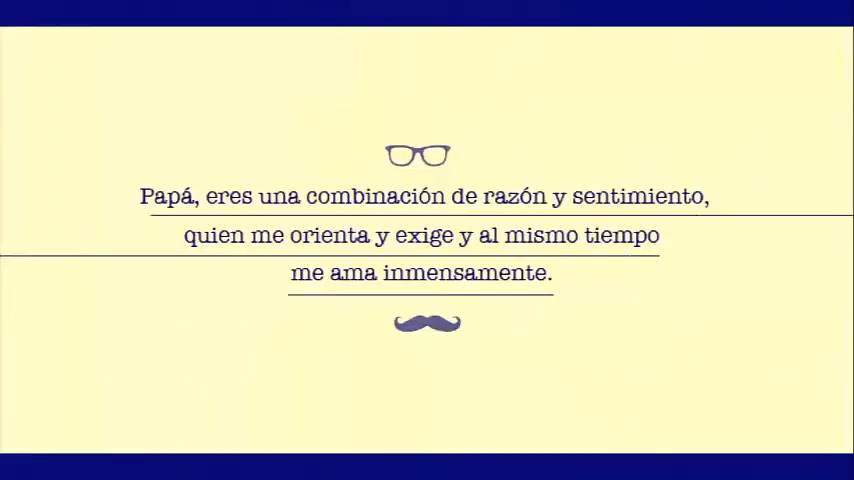 Papá, eres una combinación de razón y sentimiento,
quien me orienta y exige y al mismo tiempo
me ama inmensamente.